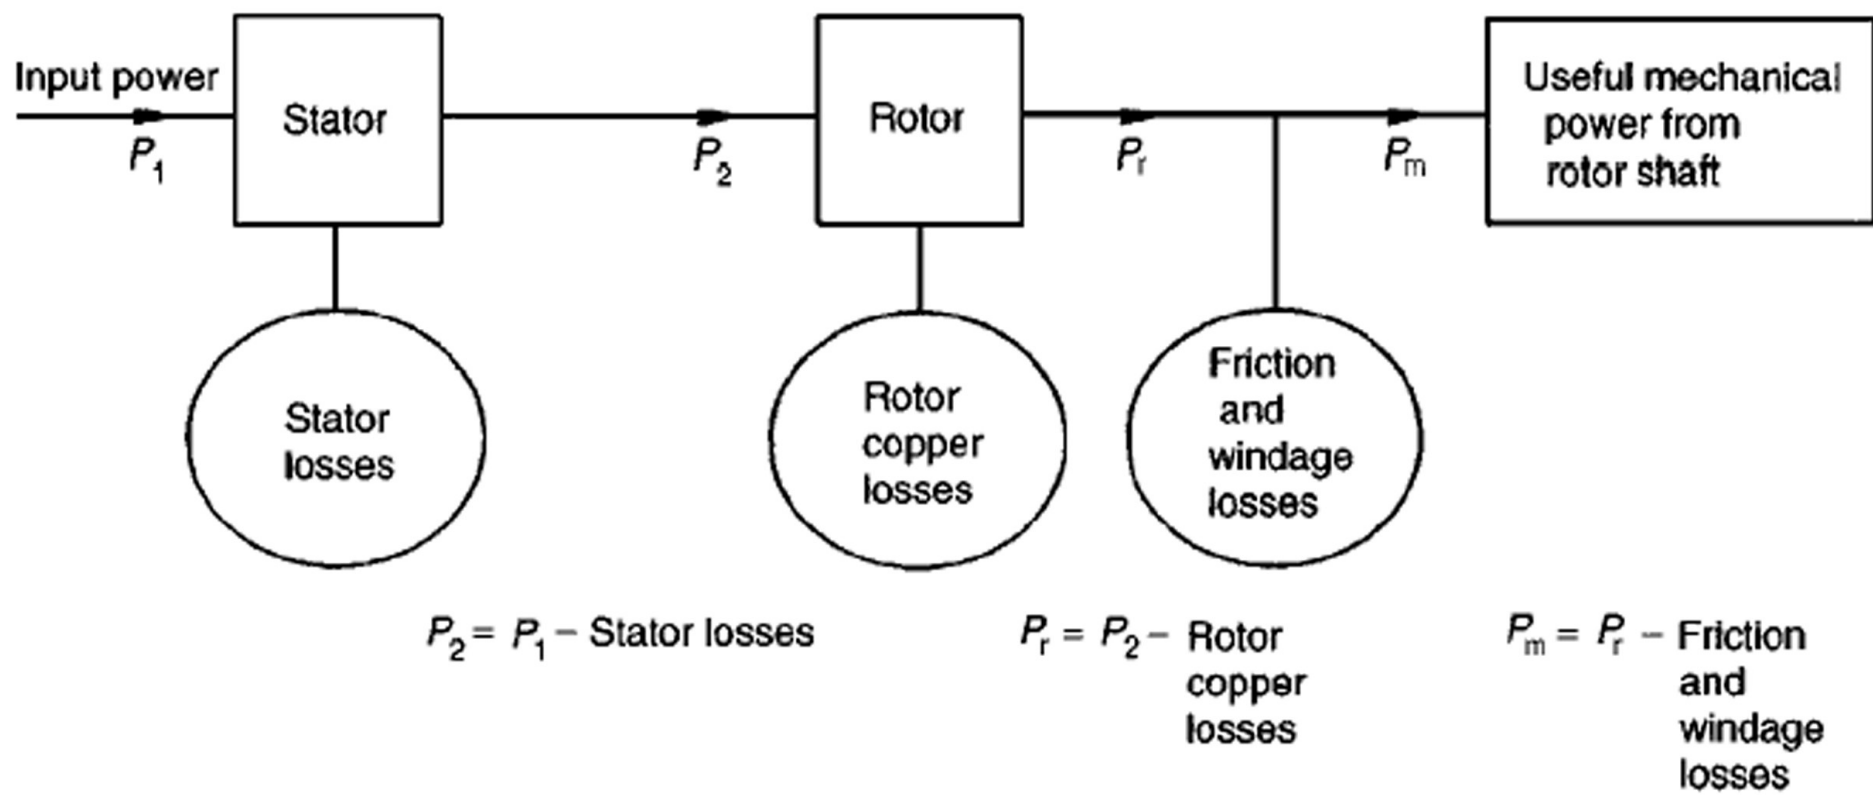 Input power
P₁
Stator
P₂
Rotor
Pᵣ
Pₘ
Useful mechanical
power from
rotor shaft
Stator
losses
Rotor
copper
losses
Friction
and
windage
losses
P₂ = P₁ – Stator losses
Pᵣ = P₂ – Rotor
copper
losses
Pₘ = Pᵣ – Friction
and
windage
losses